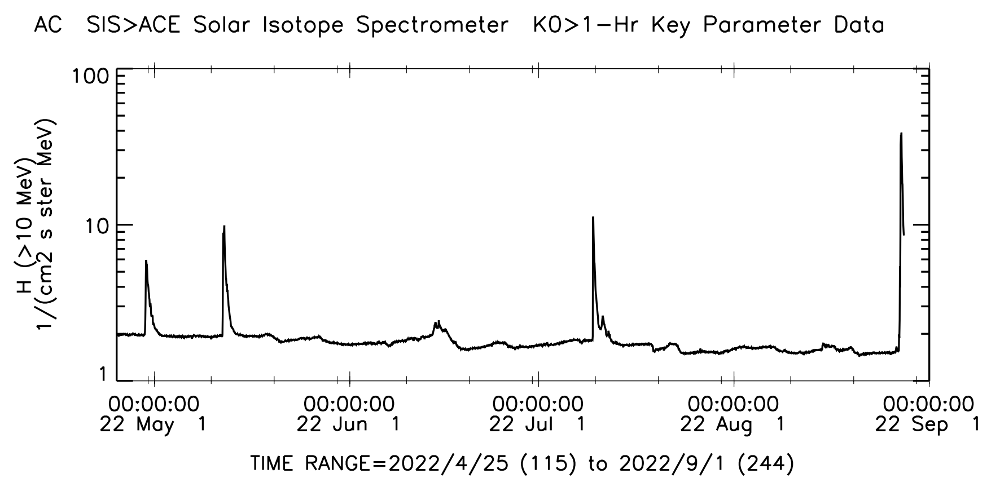 AC SIS>ACE Solar Isotope Spectrometer K0>1-Hr Key Parameter Data
H (>10 MeV)
1/(cm2 s ster MeV)
100
10
1
00:00:00 00:00:00 00:00:00 00:00:00 00:00:00
22 May 1 22 Jun 1 22 Jul 1 22 Aug 1 22 Sep 1
TIME RANGE=2022/4/25 (115) to 2022/9/1 (244)